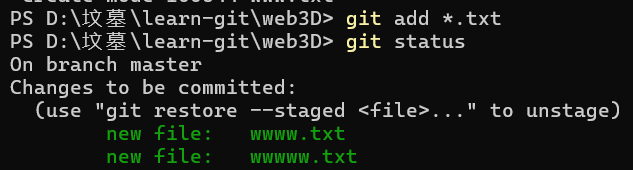 PS D:\坟墓\learn-git\web3D> git add *.txt
PS D:\坟墓\learn-git\web3D> git status
On branch master
Changes to be committed:
  (use "git restore --staged <file>..." to unstage)
        new file:   wwww.txt
        new file:   wwwww.txt